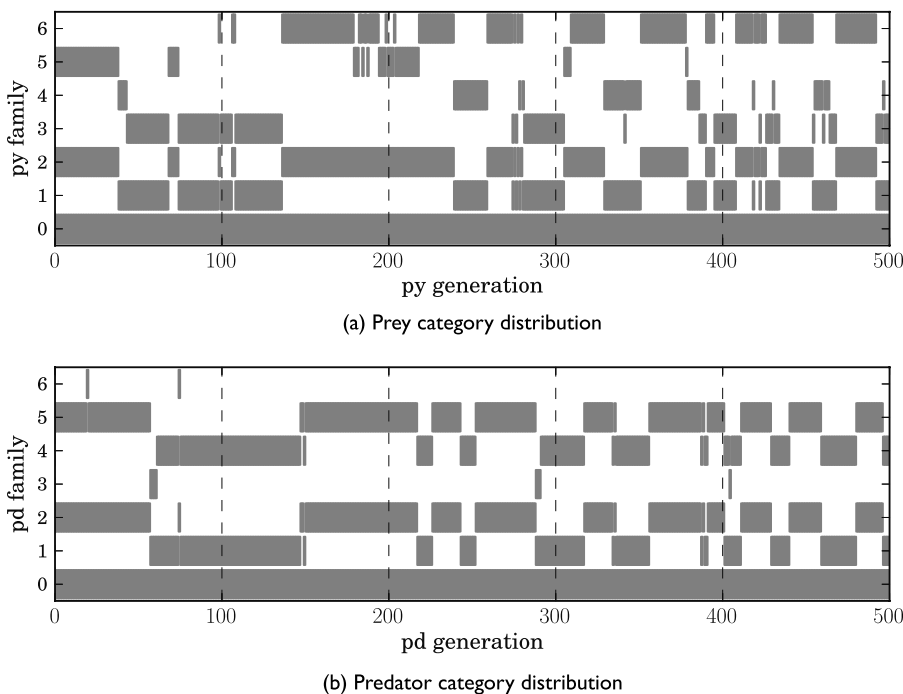 6
5
4
3
2
1
0
py family
0 100 200 300 400 500
py generation
(a) Prey category distribution
6
5
4
3
2
1
0
pd family
0 100 200 300 400 500
pd generation
(b) Predator category distribution